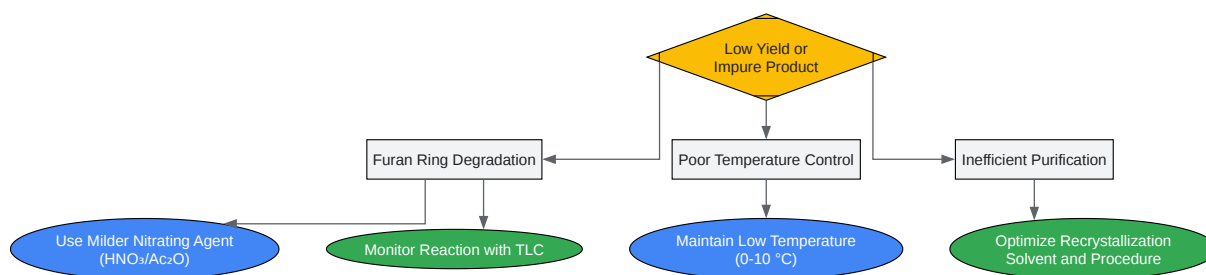 Low Yield or
Impure Product
Furan Ring Degradation
Poor Temperature Control
Inefficient Purification
Use Milder Nitrating Agent
(HNO₃/Ac₂O)
Monitor Reaction with TLC
Maintain Low Temperature
(0-10 °C)
Optimize Recrystallization
Solvent and Procedure